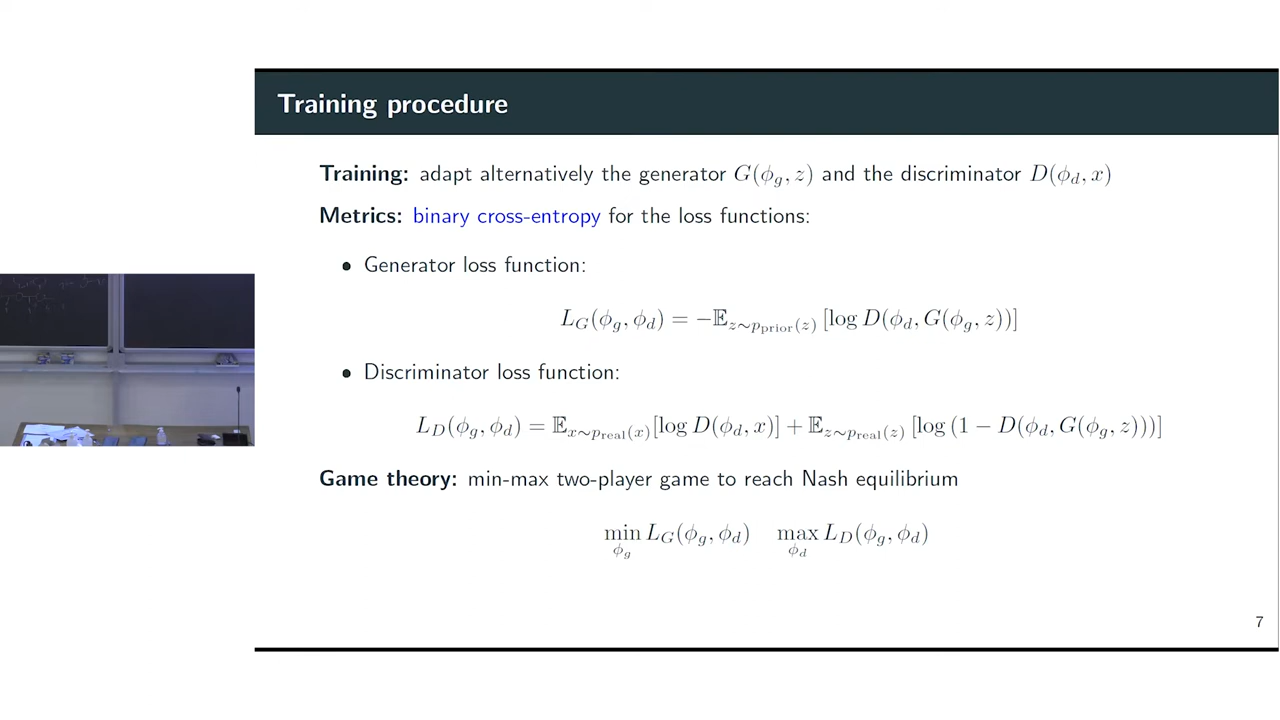 Training procedure
Training: adapt alternatively the generator G(ϕ_g, z) and the discriminator D(ϕ_d, x)
Metrics: binary cross-entropy for the loss functions:
• Generator loss function:
L_G(ϕ_g, ϕ_d) = −𝔼_{z∼p_prior(z)} [log D(ϕ_d, G(ϕ_g, z))]
• Discriminator loss function:
L_D(ϕ_g, ϕ_d) = 𝔼_{x∼p_real(x)}[log D(ϕ_d, x)] + 𝔼_{z∼p_real(z)} [log (1 − D(ϕ_d, G(ϕ_g, z)))]
Game theory: min-max two-player game to reach Nash equilibrium
min_{ϕ_g} L_G(ϕ_g, ϕ_d) max_{ϕ_d} L_D(ϕ_g, ϕ_d)
7